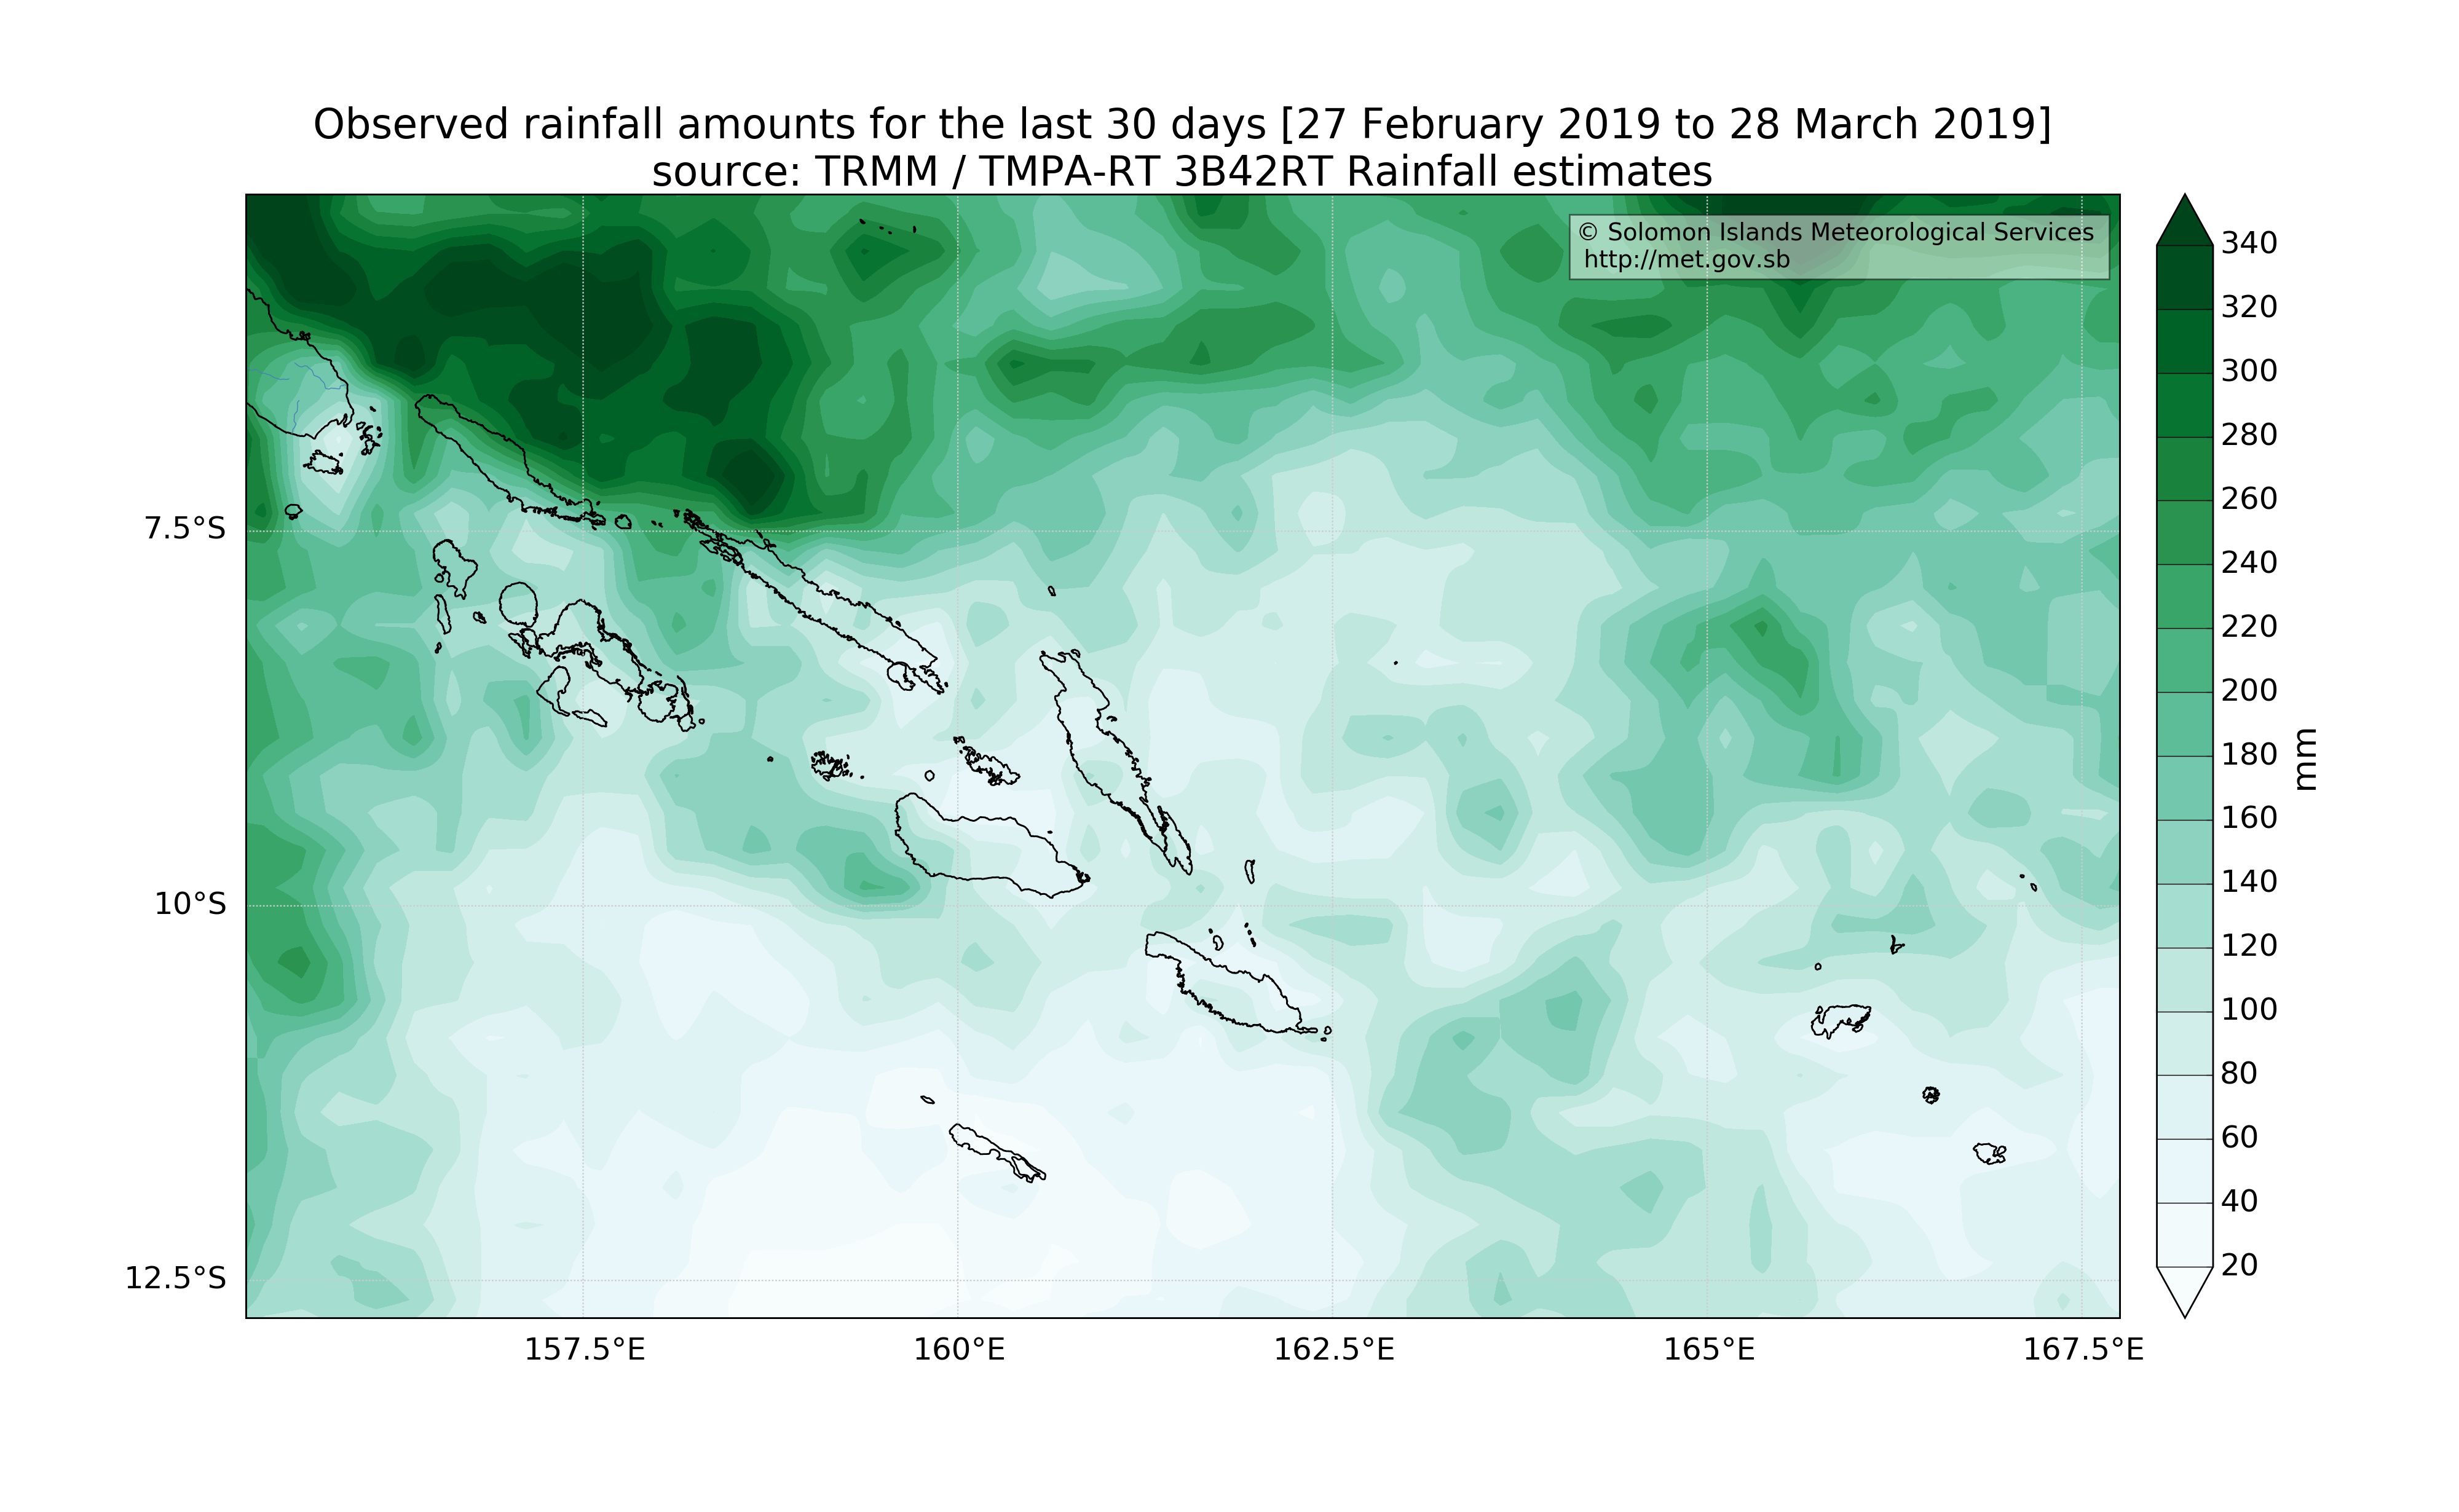 Observed rainfall amounts for the last 30 days [27 February 2019 to 28 March 2019]
source: TRMM / TMPA-RT 3B42RT Rainfall estimates
© Solomon Islands Meteorological Services
http://met.gov.sb
7.5°S
10°S
12.5°S
157.5°E
160°E
162.5°E
165°E
167.5°E
340
320
300
280
260
240
220
200
180
160
140
120
100
80
60
40
20
mm